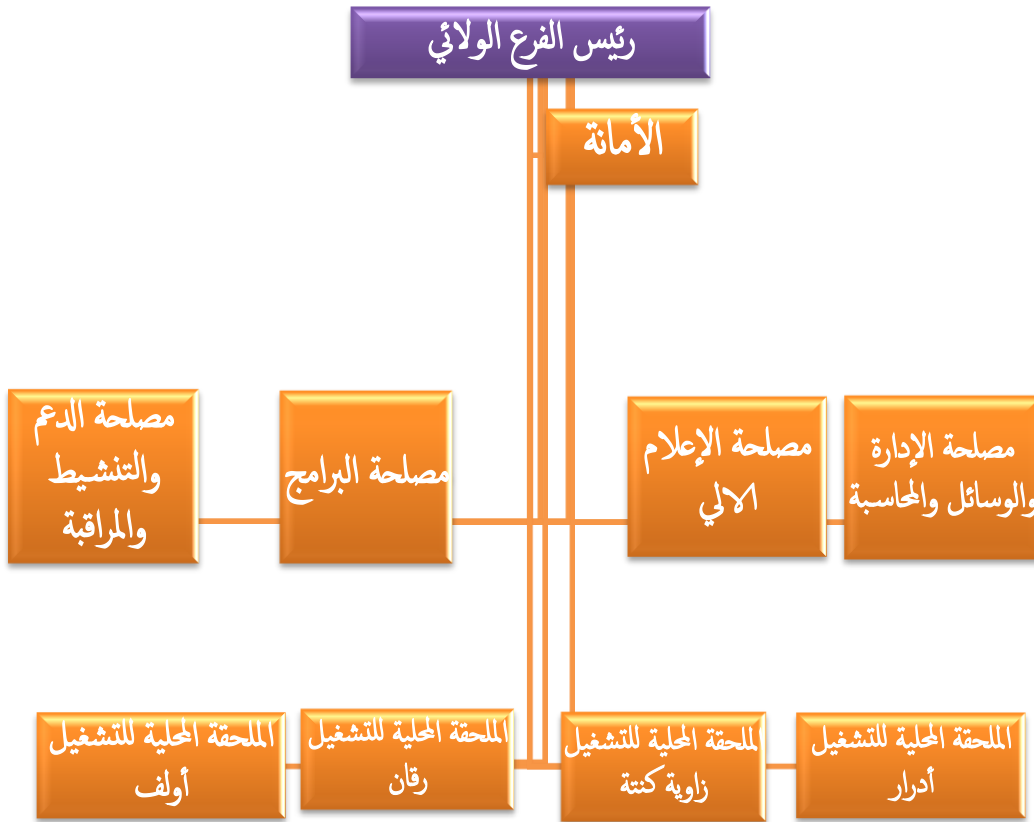 رئيس الفرع الولائي
الأمانة
مصلحة الإدارة
والوسائل والمحاسبة
مصلحة الإعلام
الالي
مصلحة البرامج
مصلحة الدعم
والتنشيط
والمراقبة
الملحقة المحلية للتشغيل
أدرار
الملحقة المحلية للتشغيل
زاوية كنتة
الملحقة المحلية للتشغيل
رقان
الملحقة المحلية للتشغيل
أولف